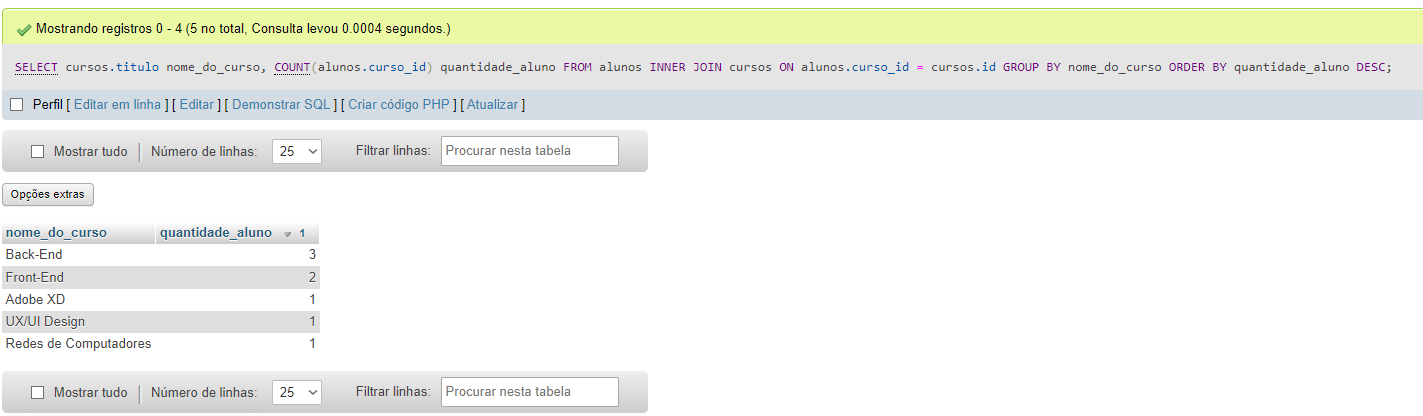 Mostrando registros 0 - 4 (5 no total, Consulta levou 0.0004 segundos.)
SELECT cursos.titulo nome_do_curso, COUNT(alunos.curso_id) quantidade_aluno FROM alunos INNER JOIN cursos ON alunos.curso_id = cursos.id GROUP BY nome_do_curso ORDER BY quantidade_aluno DESC;
Perfil [ Editar em linha ] [ Editar ] [ Demonstrar SQL ] [ Criar código PHP ] [ Atualizar ]
Mostrar tudo | Número de linhas: 25 Filtrar linhas: Procurar nesta tabela
Opções extras
nome_do_curso quantidade_aluno 1
Back-End 3
Front-End 2
Adobe XD 1
UX/UI Design 1
Redes de Computadores 1
Mostrar tudo | Número de linhas: 25 Filtrar linhas: Procurar nesta tabela